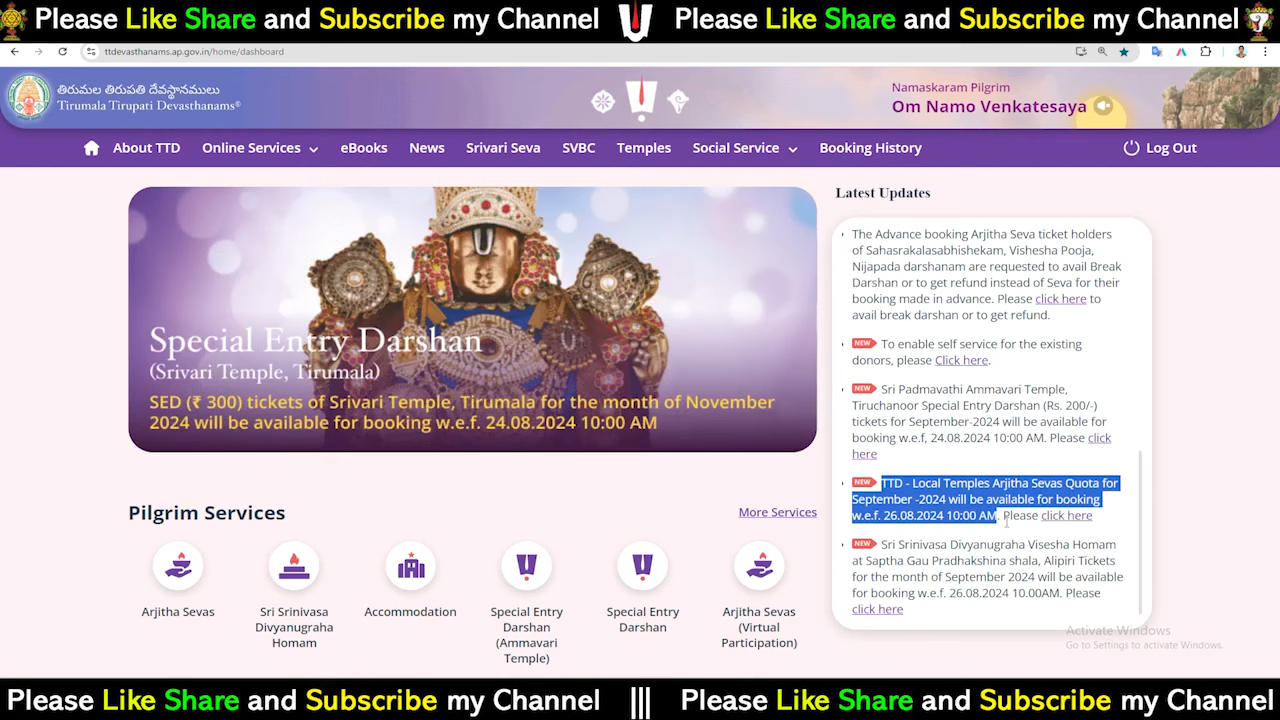 Please Like Share and Subscribe my Channel
Please Like Share and Subscribe my Channel
ttdevasthanams.ap.gov.in/home/dashboard
తిరుమల తిరుపతి దేవస్థానములు
Tirumala Tirupati Devasthanams®
Namaskaram Pilgrim
Om Namo Venkatesaya
About TTD Online Services eBooks News Srivari Seva SVBC Temples Social Service Booking History Log Out
Special Entry Darshan
(Srivari Temple, Tirumala)
SED (₹ 300) tickets of Srivari Temple, Tirumala for the month of November
2024 will be available for booking w.e.f. 24.08.2024 10:00 AM
Latest Updates
The Advance booking Arjitha Seva ticket holders
of Sahasrakalasabhishekam, Vishesha Pooja,
Nijapada darshanam are requested to avail Break
Darshan or to get refund instead of Seva for their
booking made in advance. Please click here to
avail break darshan or to get refund.
NEW To enable self service for the existing
donors, please Click here.
NEW Sri Padmavathi Ammavari Temple,
Tiruchanoor Special Entry Darshan (Rs. 200/-)
tickets for September-2024 will be available for
booking w.e.f, 24.08.2024 10:00 AM. Please click
here
NEW TTD - Local Temples Arjitha Sevas Quota for
September -2024 will be available for booking
w.e.f. 26.08.2024 10:00 AM. Please click here
NEW Sri Srinivasa Divyanugraha Visesha Homam
at Saptha Gau Pradhakshina shala, Alipiri Tickets
for the month of September 2024 will be available
for booking w.e.f. 26.08.2024 10.00AM. Please
click here
Pilgrim Services
More Services
Arjitha Sevas
Sri Srinivasa
Divyanugraha
Homam
Accommodation
Special Entry
Darshan
(Ammavari
Temple)
Special Entry
Darshan
Arjitha Sevas
(Virtual
Participation)
Activate Windows
Go to Settings to activate Windows.
Please Like Share and Subscribe my Channel ||| Please Like Share and Subscribe my Channel